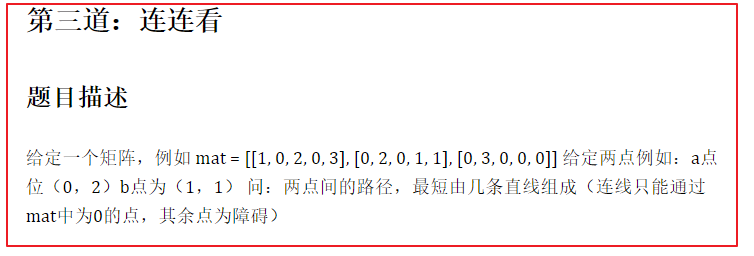 第三道：连连看
题目描述
给定一个矩阵，例如 mat = [[1, 0, 2, 0, 3], [0, 2, 0, 1, 1], [0, 3, 0, 0, 0]] 给定两点例如：a点
位（0，2）b点为（1，1） 问：两点间的路径，最短由几条直线组成（连线只能通过
mat中为0的点，其余点为障碍）